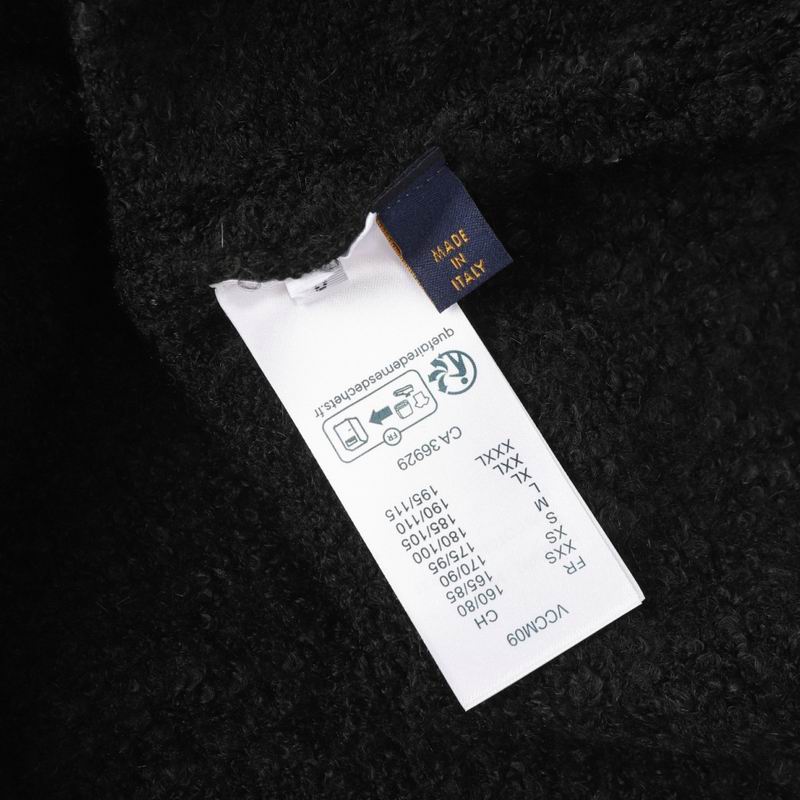 MADE
IN
ITALY
VCCM09
FR CH
XXS 160/80
XS 165/85
S 170/90
M 175/95
L 180/100
XL 185/105
XXL 190/110
XXXL 195/115
CA 36929
FR
quefairedemesdechets.fr